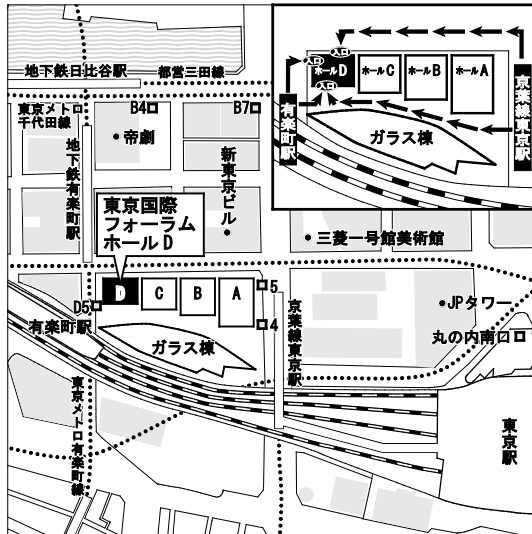 地下鉄日比谷駅
都営三田線
東京メトロ
千代田線
B4
B7
帝劇
地下鉄有楽町駅
新東京ビル
東京国際
フォーラム
ホールD
D
C
B
A
D5
5
4
有楽町駅
ガラス棟
京葉線東京駅
三菱一号館美術館
JPタワー
丸の内南口
東京駅
東京メトロ有楽町線
入口
入口
入口
ホールD
ホールC
ホールB
ホールA
有楽町駅
ガラス棟
京葉線東京駅